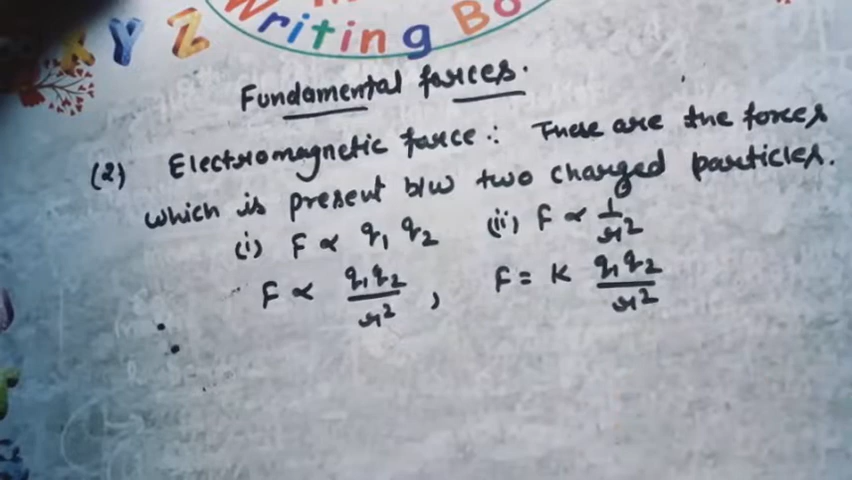 X Y Z
Writing Bo
Fundamental forces.
(2) Electromagnetic force:- These are the forces
which is present b/w two charged particles.
(i) F ∝ q₁ q₂ (ii) F ∝ 1/r²
F ∝ q₁q₂/r² , F = K q₁q₂/r²